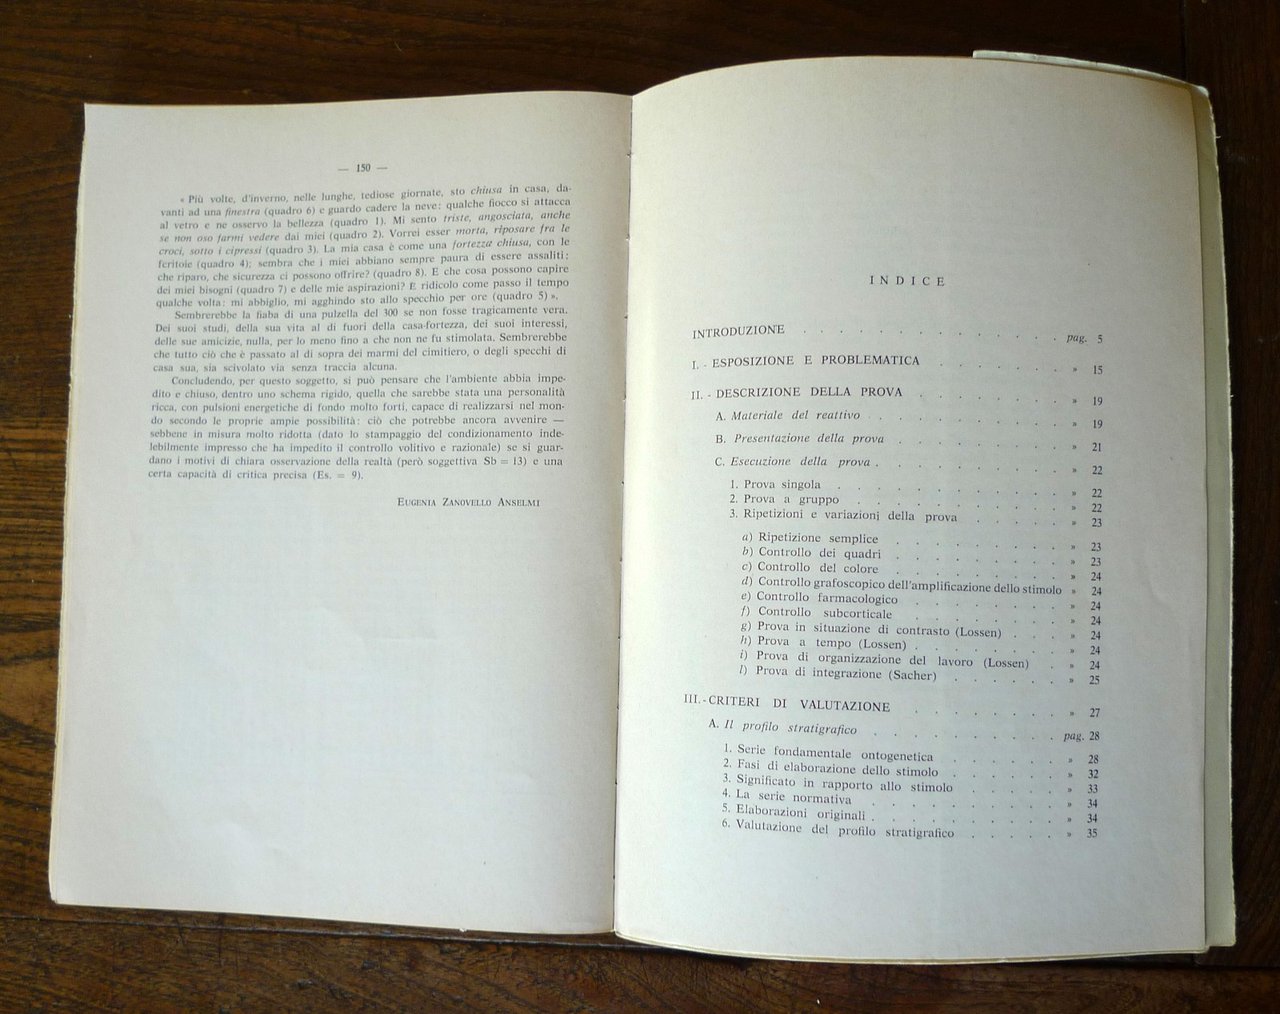 — 150 —
« Più volte, d'inverno, nelle lunghe, tediose giornate, sto chiusa in casa, da-
vanti ad una finestra (quadro 6) e guardo cadere la neve: qualche fiocco si attacca
al vetro e ne osservo la bellezza (quadro 1). Mi sento triste, angosciata, anche
se non oso farmi vedere dai miei (quadro 2). Vorrei esser morta, riposare fra le
croci, sotto i cipressi (quadro 3). La mia casa è come una fortezza chiusa, con le
feritoie (quadro 4); sembra che i miei abbiano sempre paura di essere assaliti:
che riparo, che sicurezza ci possono offrire? (quadro 8). E che cosa possono capire
dei miei bisogni (quadro 7) e delle mie aspirazioni? È ridicolo come passo il tempo
qualche volta: mi abbiglio, mi agghindo sto allo specchio per ore (quadro 5) ».
Sembrerebbe la fiaba di una pulzella del 300 se non fosse tragicamente vera.
Dei suoi studi, della sua vita al di fuori della casa-fortezza, dei suoi interessi,
delle sue amicizie, nulla, per lo meno fino a che non ne fu stimolata. Sembrerebbe
che tutto ciò che è passato al di sopra dei marmi del cimitiero, o degli specchi di
casa sua, sia scivolato via senza traccia alcuna.
Concludendo, per questo soggetto, si può pensare che l'ambiente abbia impe-
dito e chiuso, dentro uno schema rigido, quella che sarebbe stata una personalità
ricca, con pulsioni energetiche di fondo molto forti, capace di realizzarsi nel mon-
do secondo le proprie ampie possibilità: ciò che potrebbe ancora avvenire —
sebbene in misura molto ridotta (dato lo stampaggio del condizionamento inde-
lebilmente impresso che ha impedito il controllo volitivo e razionale) se si guar-
dano i motivi di chiara osservazione della realtà (però soggettiva Sb = 13) e una
certa capacità di critica precisa (Es. = 9).
EUGENIA ZANOVELLO ANSELMI
INDICE
INTRODUZIONE . . . . . . . . . pag. 5
I. - ESPOSIZIONE E PROBLEMATICA . . . . . » 15
II. - DESCRIZIONE DELLA PROVA . . . . . . » 19
A. Materiale del reattivo . . . . . . . » 19
B. Presentazione della prova . . . . . . » 21
C. Esecuzione della prova . . . . . . . » 22
1. Prova singola . . . . . . . . » 22
2. Prova a gruppo . . . . . . . » 22
3. Ripetizioni e variazioni della prova . . . . » 23
a) Ripetizione semplice . . . . . . » 23
b) Controllo dei quadri . . . . . . » 23
c) Controllo del colore . . . . . . » 24
d) Controllo grafoscopico dell'amplificazione dello stimolo » 24
e) Controllo farmacologico . . . . . » 24
f) Controllo subcorticale . . . . . . » 24
g) Prova in situazione di contrasto (Lossen) . . » 24
h) Prova a tempo (Lossen) . . . . . » 24
i) Prova di organizzazione del lavoro (Lossen) . » 24
l) Prova di integrazione (Sacher) . . . . » 25
III. - CRITERI DI VALUTAZIONE . . . . . . » 27
A. Il profilo stratigrafico . . . . . . . pag. 28
1. Serie fondamentale ontogenetica . . . . » 28
2. Fasi di elaborazione dello stimolo . . . . » 32
3. Significato in rapporto allo stimolo . . . . » 33
4. La serie normativa . . . . . . . » 34
5. Elaborazioni originali . . . . . . . » 34
6. Valutazione del profilo stratigrafico . . . . » 35